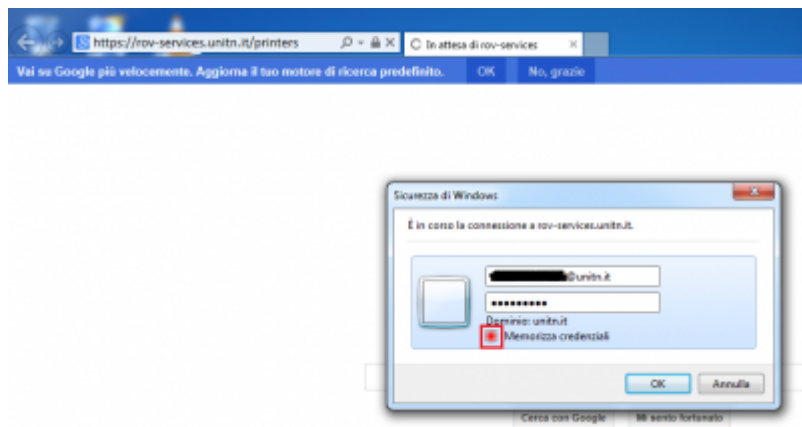 https://rov-services.unitn.it/printers
In attesa di rov-services
Vai su Google più velocemente. Aggiorna il tuo motore di ricerca predefinito. OK No, grazie
Sicurezza di Windows
È in corso la connessione a rov-services.unitn.it.
@unitn.it
Dominio: unitn.it
Memorizza credenziali
OK Annulla
Cerca con Google Mi sento fortunato